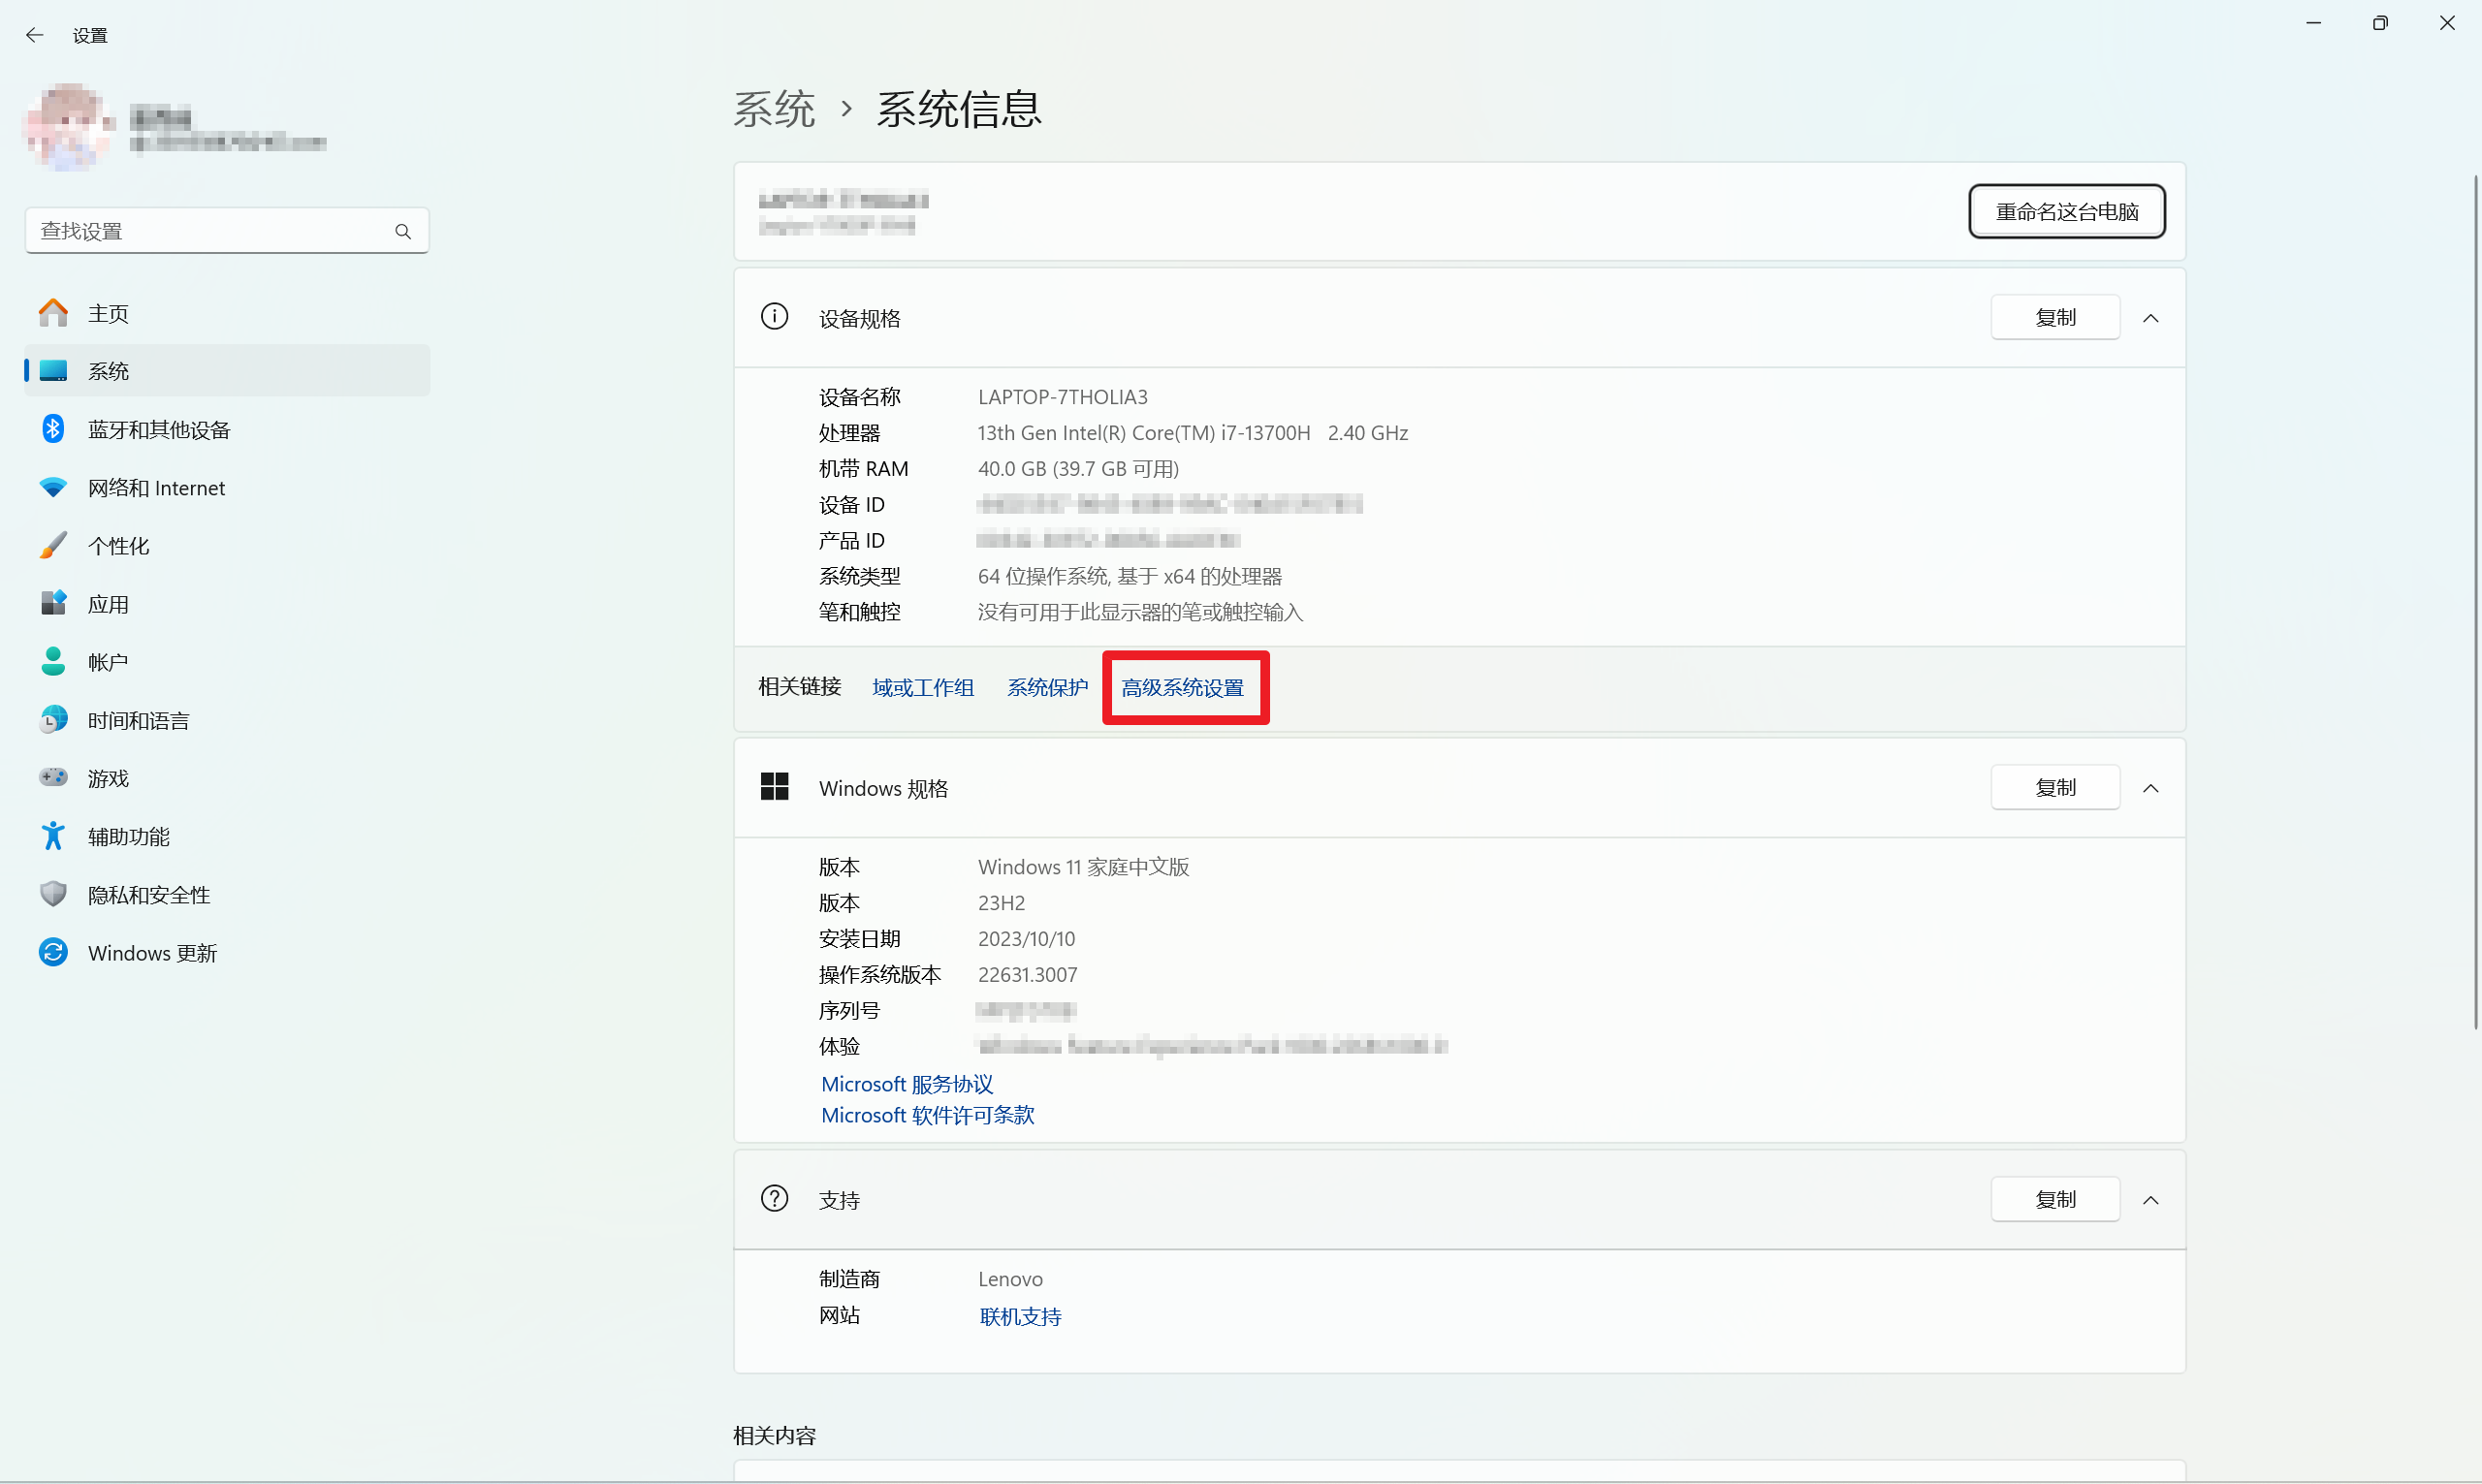 设置
查找设置
主页
系统
蓝牙和其他设备
网络和 Internet
个性化
应用
帐户
时间和语言
游戏
辅助功能
隐私和安全性
Windows 更新
系统 › 系统信息
重命名这台电脑
设备规格 复制
设备名称 LAPTOP-7THOLIA3
处理器 13th Gen Intel(R) Core(TM) i7-13700H 2.40 GHz
机带 RAM 40.0 GB (39.7 GB 可用)
设备 ID
产品 ID
系统类型 64 位操作系统, 基于 x64 的处理器
笔和触控 没有可用于此显示器的笔或触控输入
相关链接 域或工作组 系统保护 高级系统设置
Windows 规格 复制
版本 Windows 11 家庭中文版
版本 23H2
安装日期 2023/10/10
操作系统版本 22631.3007
序列号
体验
Microsoft 服务协议
Microsoft 软件许可条款
支持 复制
制造商 Lenovo
网站 联机支持
相关内容